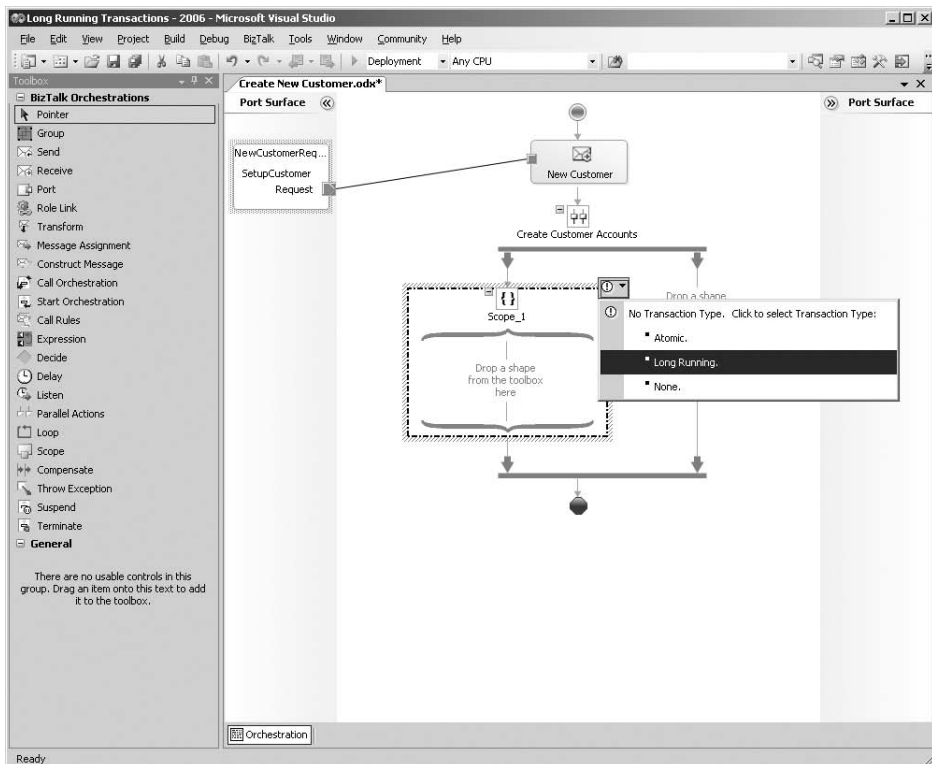 Long Running Transactions - 2006 - Microsoft Visual Studio
File Edit View Project Build Debug BizTalk Tools Window Community Help
Deployment Any CPU
Toolbox
BizTalk Orchestrations
Pointer
Group
Send
Receive
Port
Role Link
Transform
Message Assignment
Construct Message
Call Orchestration
Start Orchestration
Call Rules
Expression
Decide
Delay
Listen
Parallel Actions
Loop
Scope
Compensate
Throw Exception
Suspend
Terminate
General
There are no usable controls in this
group. Drag an item onto this text to add
it to the toolbox.
Create New Customer.odx*
Port Surface
Port Surface
NewCustomerReq...
SetupCustomer
Request
New Customer
Create Customer Accounts
Scope_1
Drop a shape
from the toolbox
here
Drop a shape
No Transaction Type. Click to select Transaction Type:
Atomic.
Long Running.
None.
Orchestration
Ready